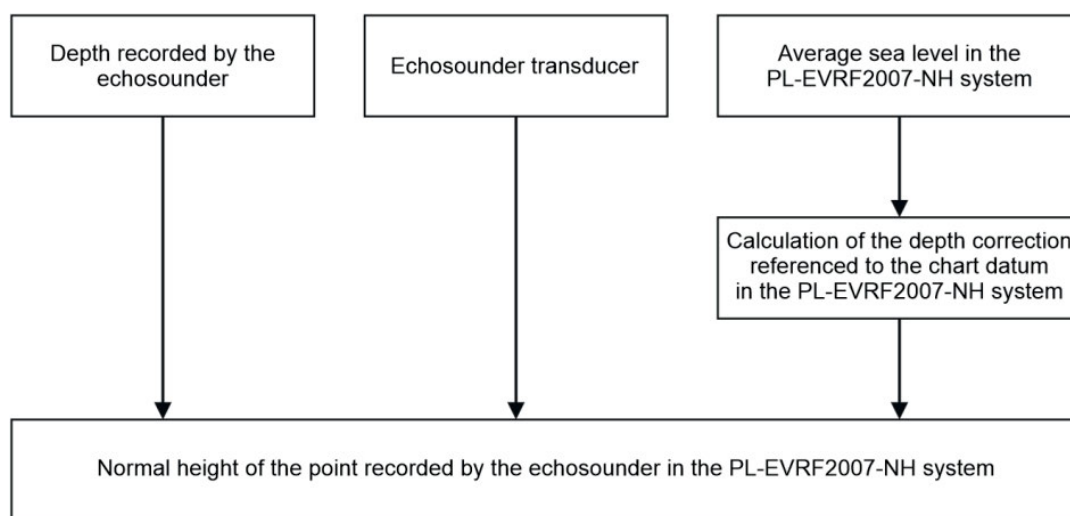 Depth recorded by the
echosounder
Echosounder transducer
Average sea level in the
PL-EVRF2007-NH system
Calculation of the depth correction
referenced to the chart datum
in the PL-EVRF2007-NH system
Normal height of the point recorded by the echosounder in the PL-EVRF2007-NH system